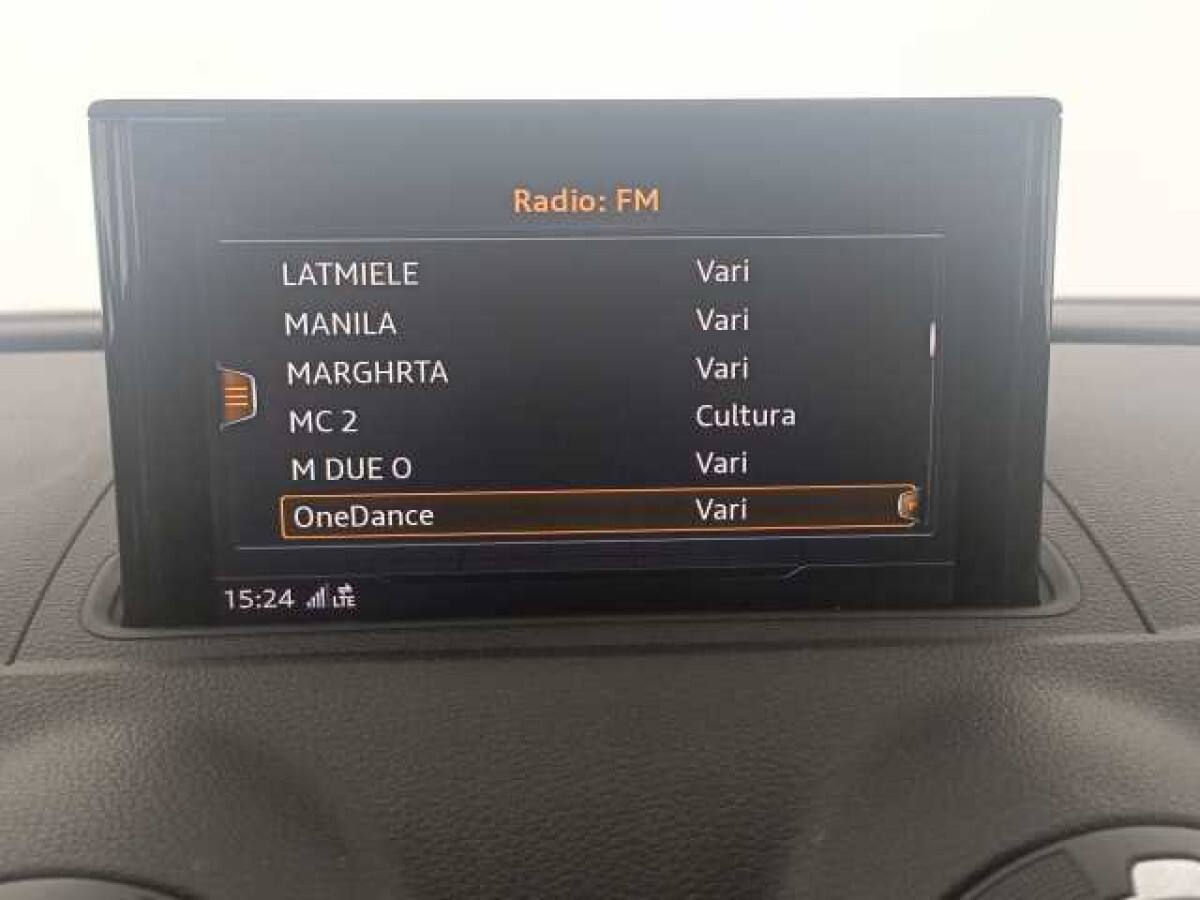 Radio: FM
LATMIELE Vari
MANILA Vari
MARGHRTA Vari
MC 2 Cultura
M DUE O Vari
OneDance Vari
15:24 LTE